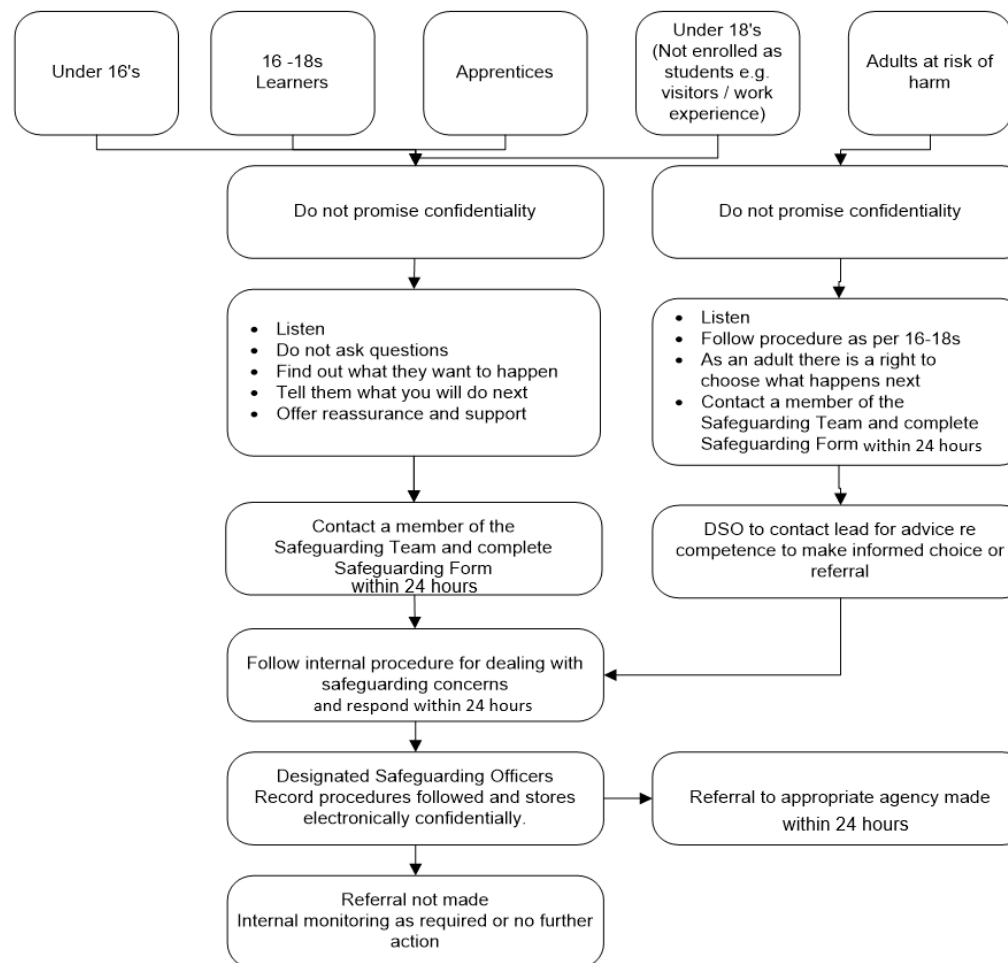 Under 16's
16 -18s
Learners
Apprentices
Under 18's
(Not enrolled as
students e.g.
visitors / work
experience)
Adults at risk of
harm
Do not promise confidentiality
Do not promise confidentiality
• Listen
• Do not ask questions
• Find out what they want to happen
• Tell them what you will do next
• Offer reassurance and support
• Listen
• Follow procedure as per 16-18s
• As an adult there is a right to
choose what happens next
• Contact a member of the
Safeguarding Team and complete
Safeguarding Form within 24 hours
Contact a member of the
Safeguarding Team and complete
Safeguarding Form
within 24 hours
DSO to contact lead for advice re
competence to make informed choice or
referral
Follow internal procedure for dealing with
safeguarding concerns
and respond within 24 hours
Designated Safeguarding Officers
Record procedures followed and stores
electronically confidentially.
Referral to appropriate agency made
within 24 hours
Referral not made
Internal monitoring as required or no further
action